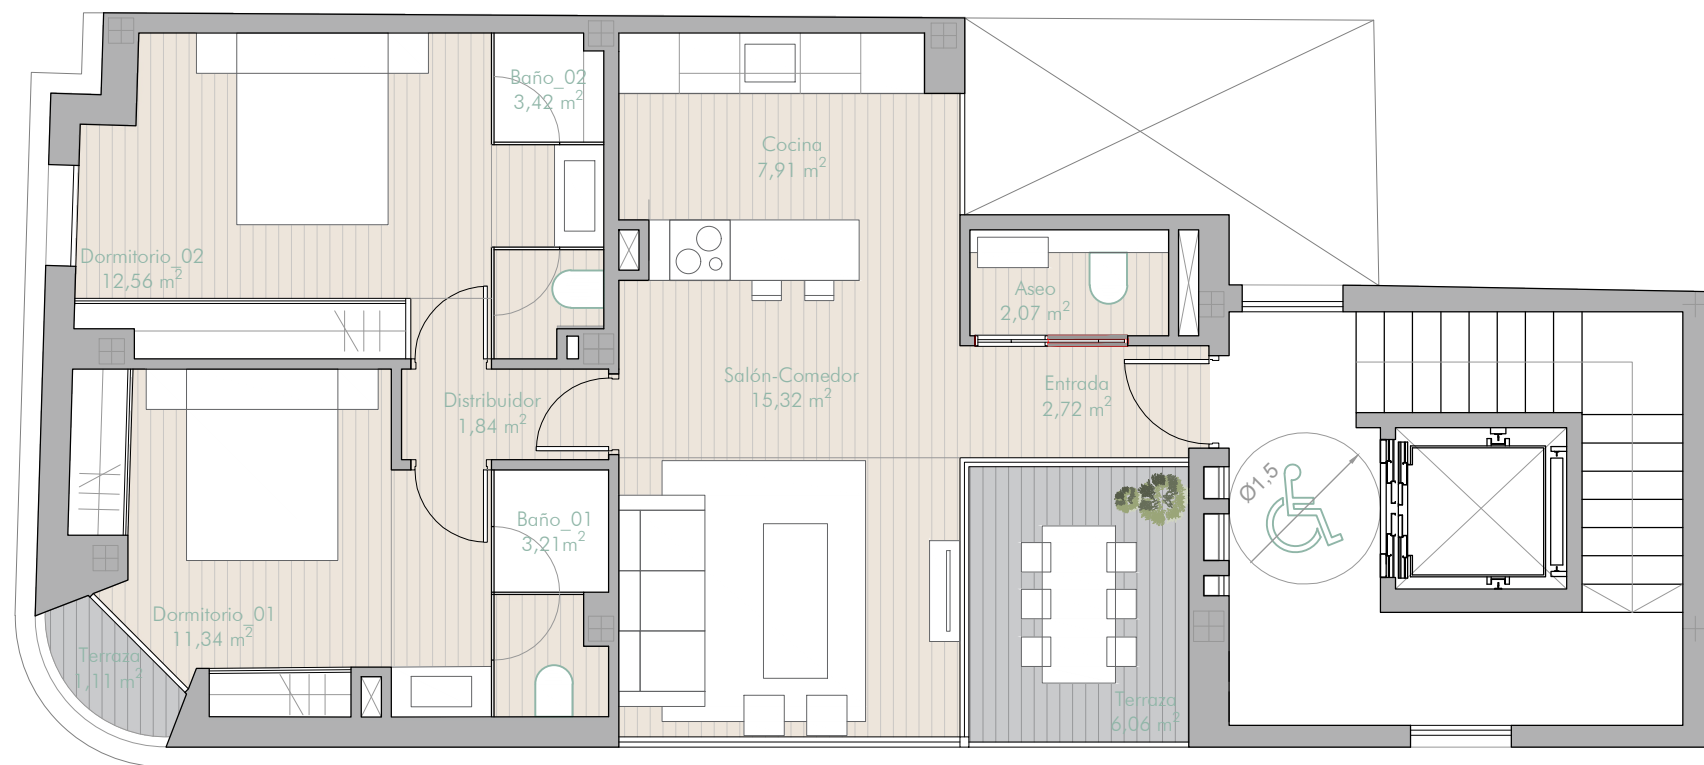 Baño_02
3,42 m²
Cocina
7,91 m²
Dormitorio_02
12,56 m²
Aseo
2,07 m²
Salón-Comedor
15,32 m²
Entrada
2,72 m²
Distribuidor
1,84 m²
Ø1,5
Baño_01
3,21m²
Dormitorio_01
11,34 m²
Terraza
1,11 m²
Terraza
6.06 m²